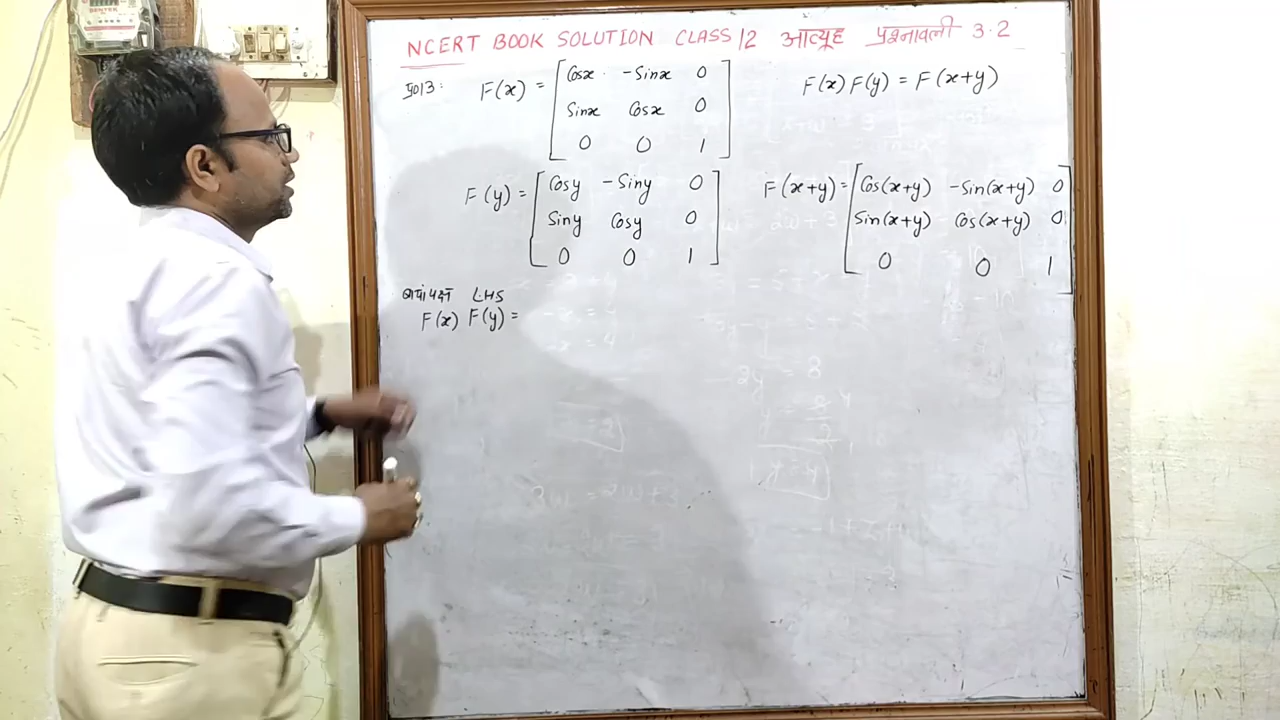 NCERT BOOK SOLUTION CLASS 12 आव्यूह प्रश्नावली 3.2
प्र013: F(x) = [ Cosx -Sinx 0
Sinx Cosx 0
0 0 1 ]
F(x) F(y) = F(x+y)
F(y) = [ Cosy -Siny 0
Siny Cosy 0
0 0 1 ]
F(x+y) = [ Cos(x+y) -Sin(x+y) 0
Sin(x+y) Cos(x+y) 0
0 0 1 ]
LHS
F(x) F(y) =